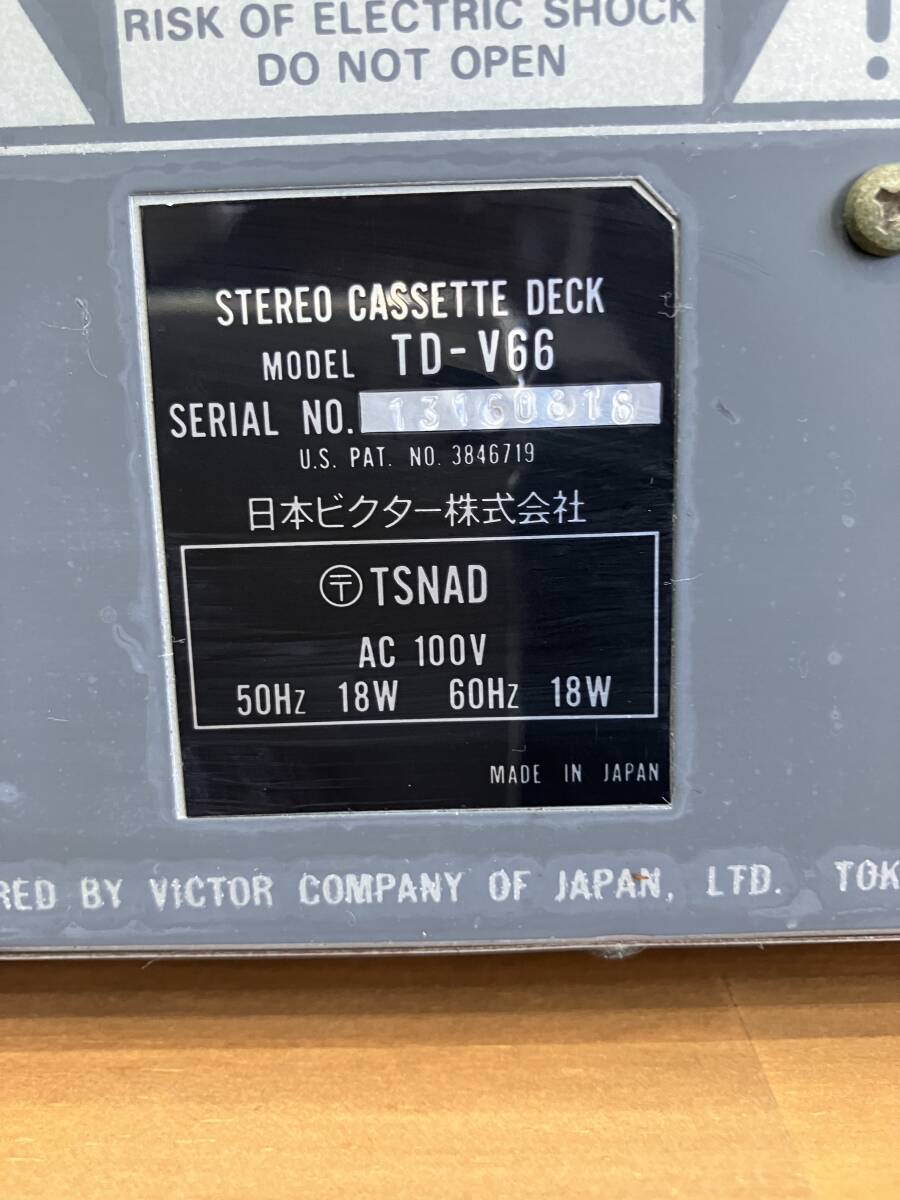 RISK OF ELECTRIC SHOCK
DO NOT OPEN
!
STEREO CASSETTE DECK
MODEL TD-V66
SERIAL NO. 13160818
U.S. PAT. NO. 3846719
日本ビクター株式会社
〶TSNAD
AC 100V
50Hz 18W 60Hz 18W
MADE IN JAPAN
RED BY VICTOR COMPANY OF JAPAN, LTD. TOK